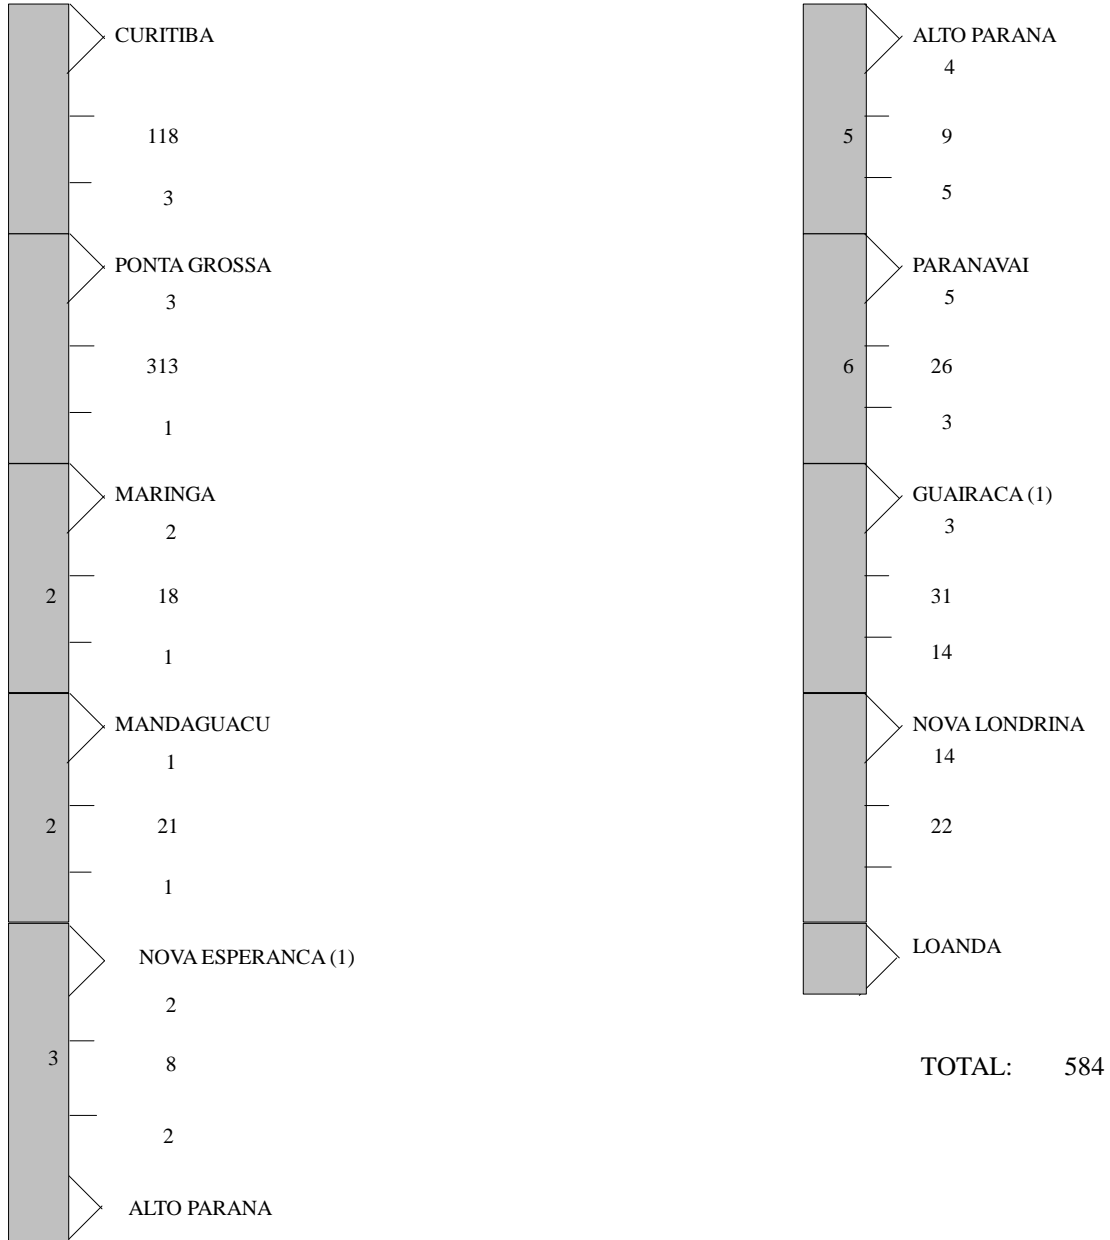 CURITIBA
118
3
PONTA GROSSA
3
313
1
MARINGA
2
2 18
1
MANDAGUACU
1
2 21
1
NOVA ESPERANCA (1)
2
3 8
2
ALTO PARANA
ALTO PARANA
4
5 9
5
PARANAVAI
5
6 26
3
GUAIRACA (1)
3
31
14
NOVA LONDRINA
14
22
LOANDA
TOTAL: 584